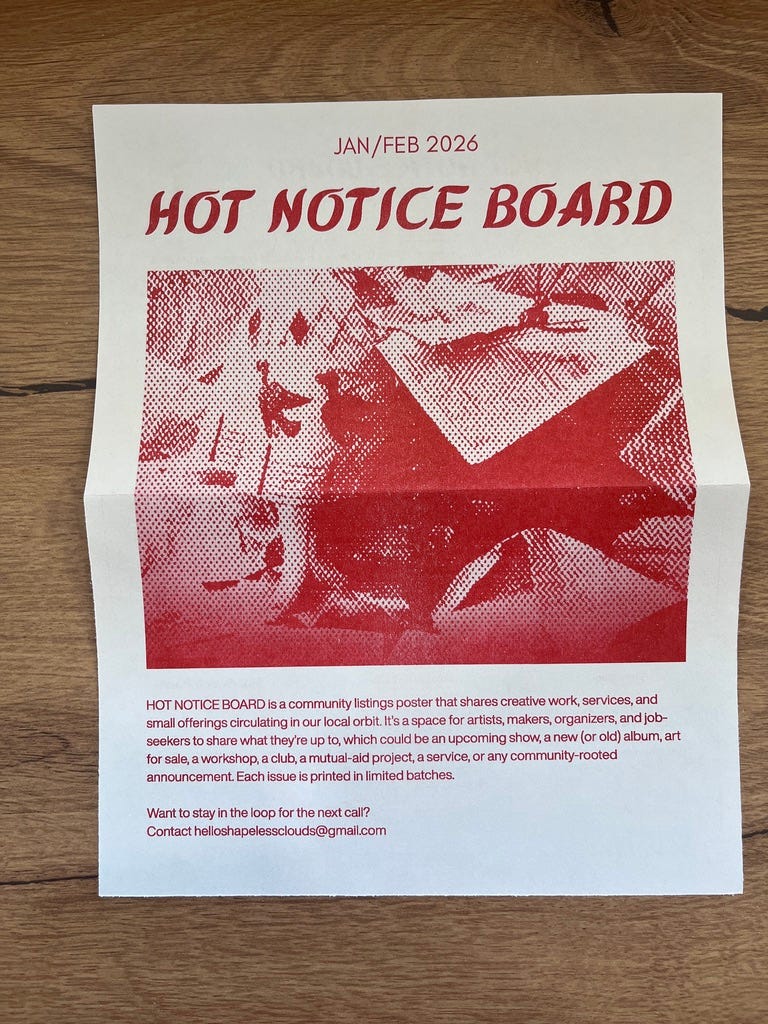 JAN/FEB 2026
HOT NOTICE BOARD
HOT NOTICE BOARD is a community listings poster that shares creative work, services, and
small offerings circulating in our local orbit. It's a space for artists, makers, organizers, and job-
seekers to share what they're up to, which could be an upcoming show, a new (or old) album, art
for sale, a workshop, a club, a mutual-aid project, a service, or any community-rooted
announcement. Each issue is printed in limited batches.
Want to stay in the loop for the next call?
Contact helloshapelessclouds@gmail.com